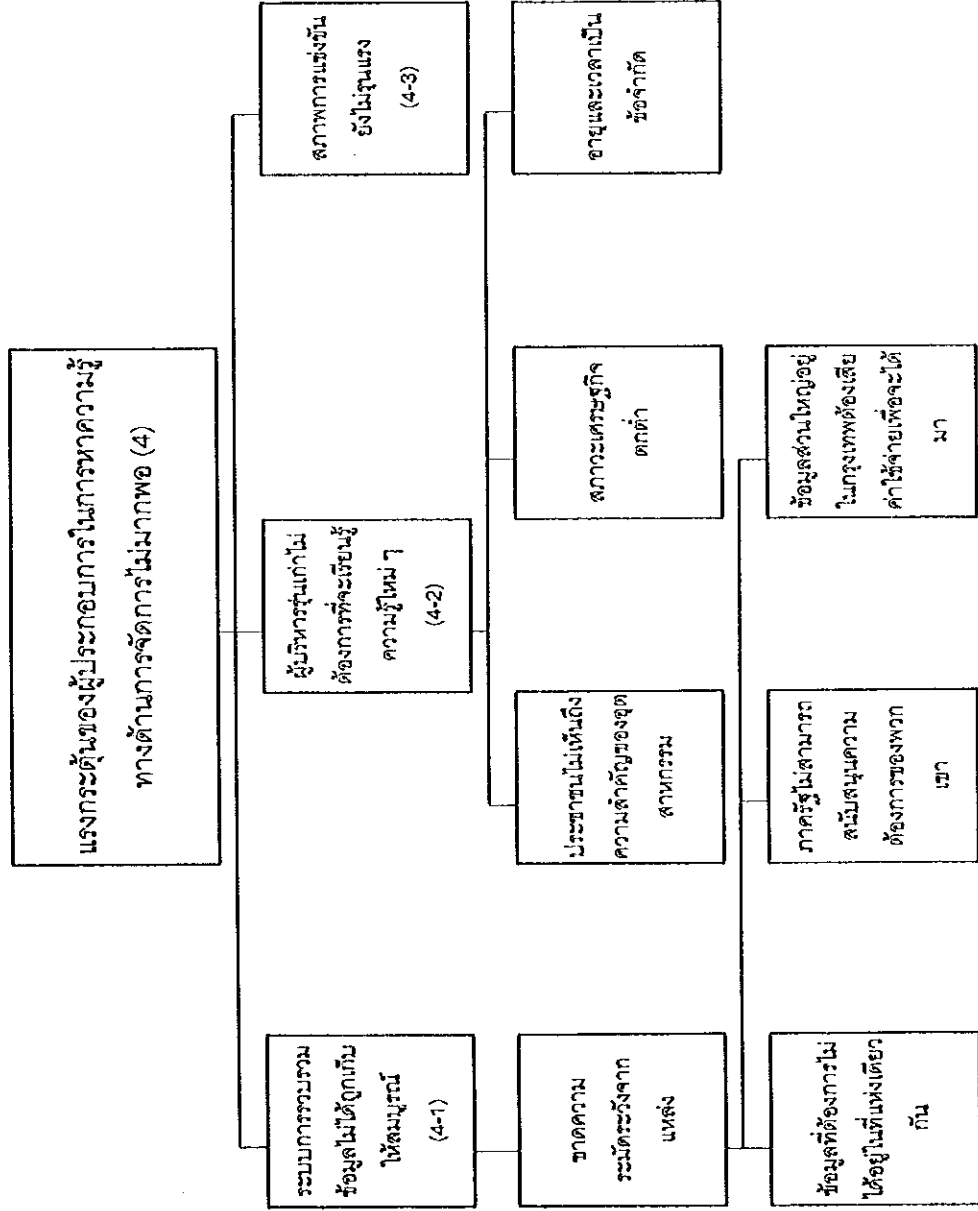 แรงกระตุ้นของผู้ประกอบการในการหาความรู้
ทางด้านการจัดการไม่มากพอ (4)
ระบบการรวบรวม
ข้อมูลไม่ได้ถูกเก็บ
ให้สมบูรณ์
(4-1)
ผู้บริหารรุ่นเก่าไม่
ต้องการที่จะเรียนรู้
ความรู้ใหม่ ๆ
(4-2)
สภาพการแข่งขัน
ยังไม่รุนแรง
(4-3)
ขาดความ
ระมัดระวังจาก
แหล่ง
ประชาชนไม่เห็นถึง
ความสำคัญของอุต
สาหกรรม
สภาวะเศรษฐกิจ
ตกต่ำ
อายุและเวลาเป็น
ข้อจำกัด
ข้อมูลที่ต้องการไม่
ได้อยู่ในที่แห่งเดียว
กัน
ภาครัฐไม่สามารถ
สนับสนุนความ
ต้องการของพวก
เขา
ข้อมูลส่วนใหญ่อยู่
ในกรุงเทพต้องเสีย
ค่าใช้จ่ายเพื่อจะได้
มา